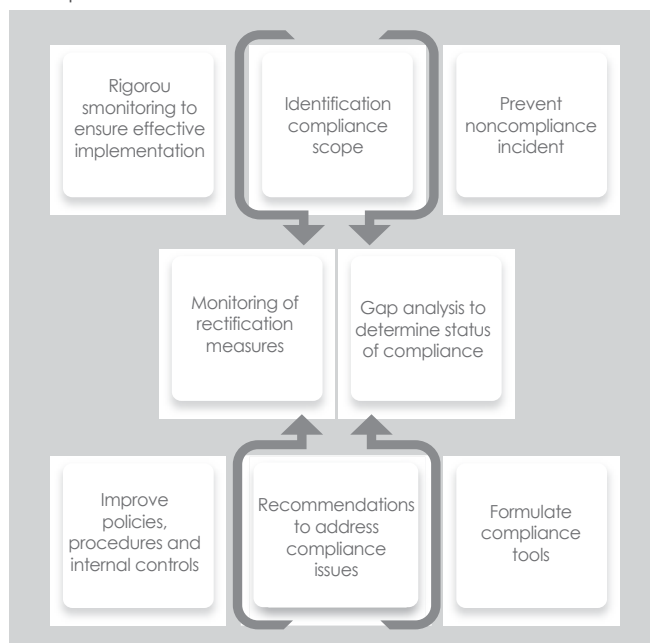 Rigorou
smonitoring to
ensure effective
implementation
Identification
compliance
scope
Prevent
noncompliance
incident
Monitoring of
rectification
measures
Gap analysis to
determine status
of compliance
Improve
policies,
procedures and
internal controls
Recommendations
to address
compliance
issues
Formulate
compliance
tools